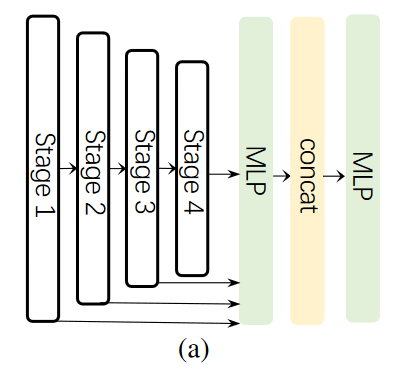 Stage 1
Stage 2
Stage 3
Stage 4
MLP
concat
MLP
(a)